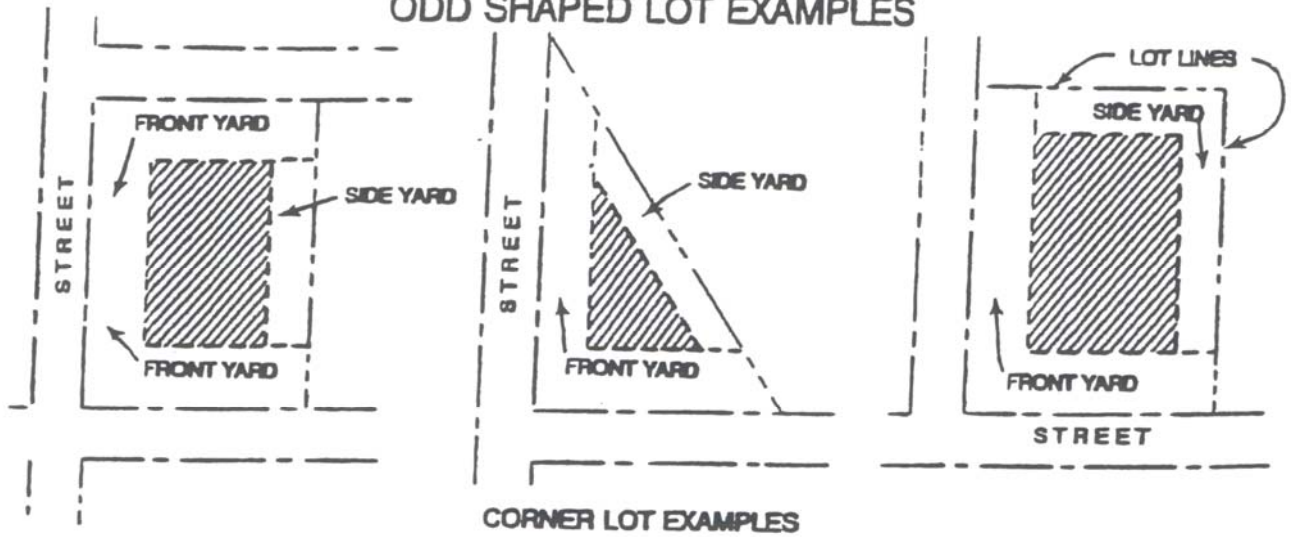 ODD SHAPED LOT EXAMPLES
FRONT YARD
STREET
SIDE YARD
FRONT YARD
STREET
SIDE YARD
FRONT YARD
LOT LINES
SIDE YARD
FRONT YARD
STREET
CORNER LOT EXAMPLES